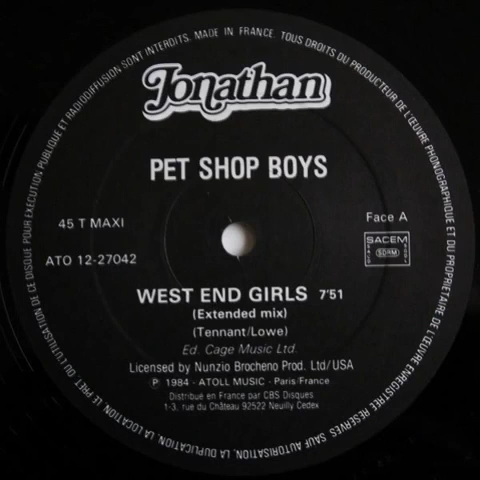 TOUS DROITS DU PRODUCTEUR DE L'ŒUVRE PHONOGRAPHIQUE ET DU PROPRIETAIRE DE L'ŒUVRE ENREGISTREE RESERVES SAUF AUTORISATION, LA DUPLICATION, LA LOCATION, LE PRET OU L'UTILISATION DE CE DISQUE POUR EXECUTION PUBLIQUE ET RADIODIFFUSION SONT INTERDITS. MADE IN FRANCE.
Jonathan
PET SHOP BOYS
45 T MAXI
Face A
ATO 12-27042
SACEM
SDRM
WEST END GIRLS 7'51
(Extended mix)
(Tennant/Lowe)
Ed. Cage Music Ltd.
Licensed by Nunzio Brocheno Prod. Ltd/USA
℗ 1984 - ATOLL MUSIC - Paris/France
Distribué en France par CBS Disques
1-3, rue du Château 92522 Neuilly Cedex